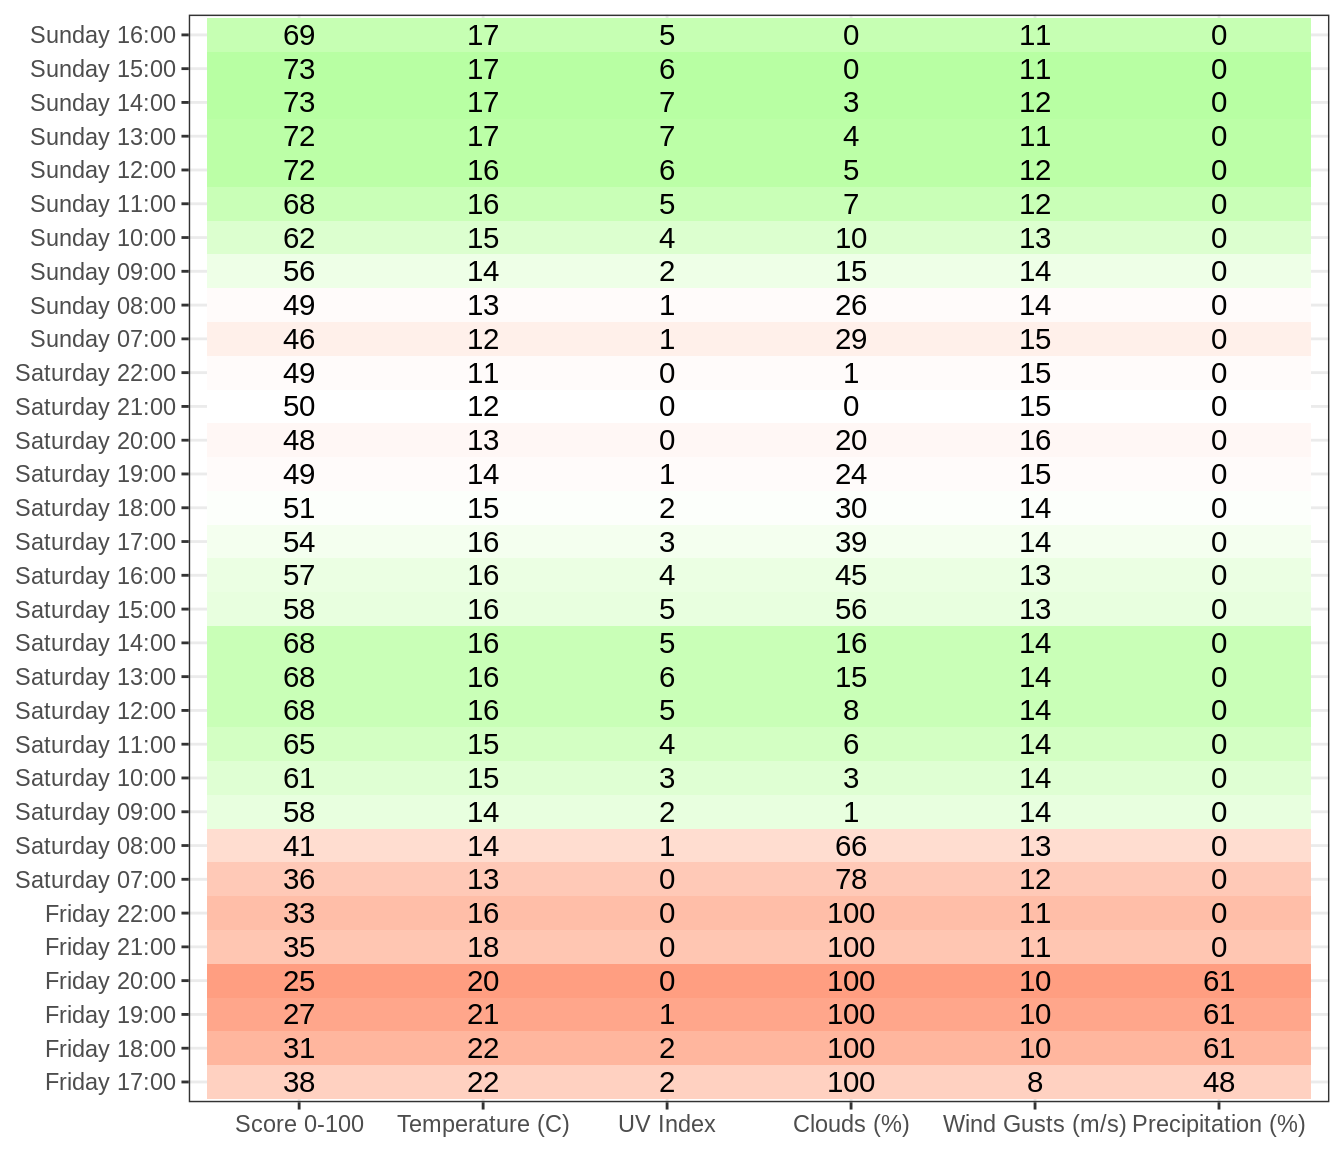 Sunday 16:00 69 17 5 0 11 0
Sunday 15:00 73 17 6 0 11 0
Sunday 14:00 73 17 7 3 12 0
Sunday 13:00 72 17 7 4 11 0
Sunday 12:00 72 16 6 5 12 0
Sunday 11:00 68 16 5 7 12 0
Sunday 10:00 62 15 4 10 13 0
Sunday 09:00 56 14 2 15 14 0
Sunday 08:00 49 13 1 26 14 0
Sunday 07:00 46 12 1 29 15 0
Saturday 22:00 49 11 0 1 15 0
Saturday 21:00 50 12 0 0 15 0
Saturday 20:00 48 13 0 20 16 0
Saturday 19:00 49 14 1 24 15 0
Saturday 18:00 51 15 2 30 14 0
Saturday 17:00 54 16 3 39 14 0
Saturday 16:00 57 16 4 45 13 0
Saturday 15:00 58 16 5 56 13 0
Saturday 14:00 68 16 5 16 14 0
Saturday 13:00 68 16 6 15 14 0
Saturday 12:00 68 16 5 8 14 0
Saturday 11:00 65 15 4 6 14 0
Saturday 10:00 61 15 3 3 14 0
Saturday 09:00 58 14 2 1 14 0
Saturday 08:00 41 14 1 66 13 0
Saturday 07:00 36 13 0 78 12 0
Friday 22:00 33 16 0 100 11 0
Friday 21:00 35 18 0 100 11 0
Friday 20:00 25 20 0 100 10 61
Friday 19:00 27 21 1 100 10 61
Friday 18:00 31 22 2 100 10 61
Friday 17:00 38 22 2 100 8 48
Score 0-100 Temperature (C) UV Index Clouds (%) Wind Gusts (m/s) Precipitation (%)